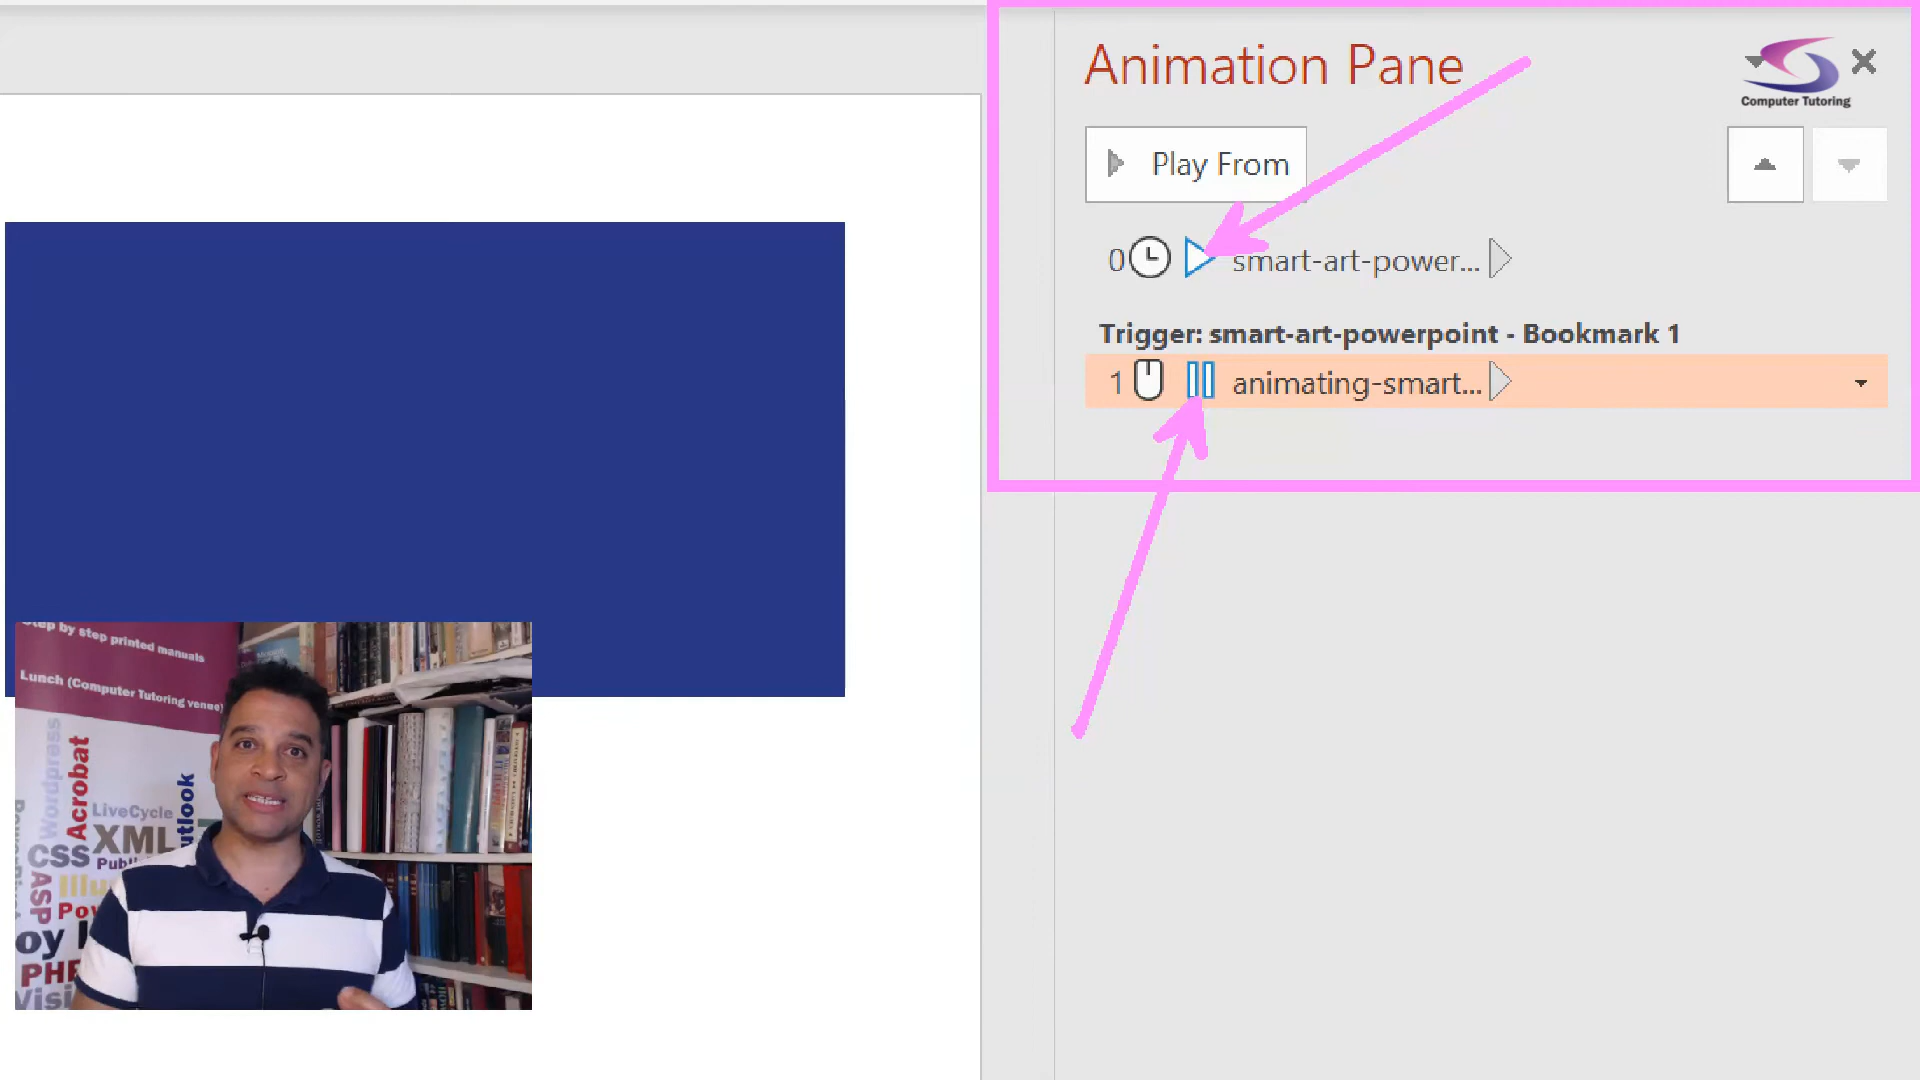 Animation Pane
Computer Tutoring
Play From
0 smart-art-power...
Trigger: smart-art-powerpoint - Bookmark 1
1 animating-smart...
Step by step printed manuals
Lunch (Computer Tutoring venue)
Wordpress
Acrobat
LiveCycle
XML
CSS
ASP
PHP